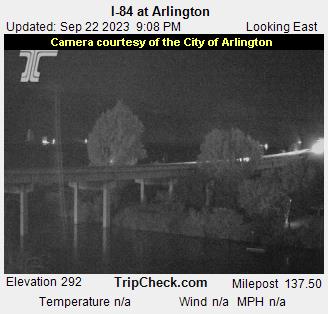 I-84 at Arlington
Updated: Sep 22 2023 9:08 PM Looking East
Camera courtesy of the City of Arlington
Elevation 292 TripCheck.com Milepost 137.50
Temperature n/a Wind n/a MPH n/a